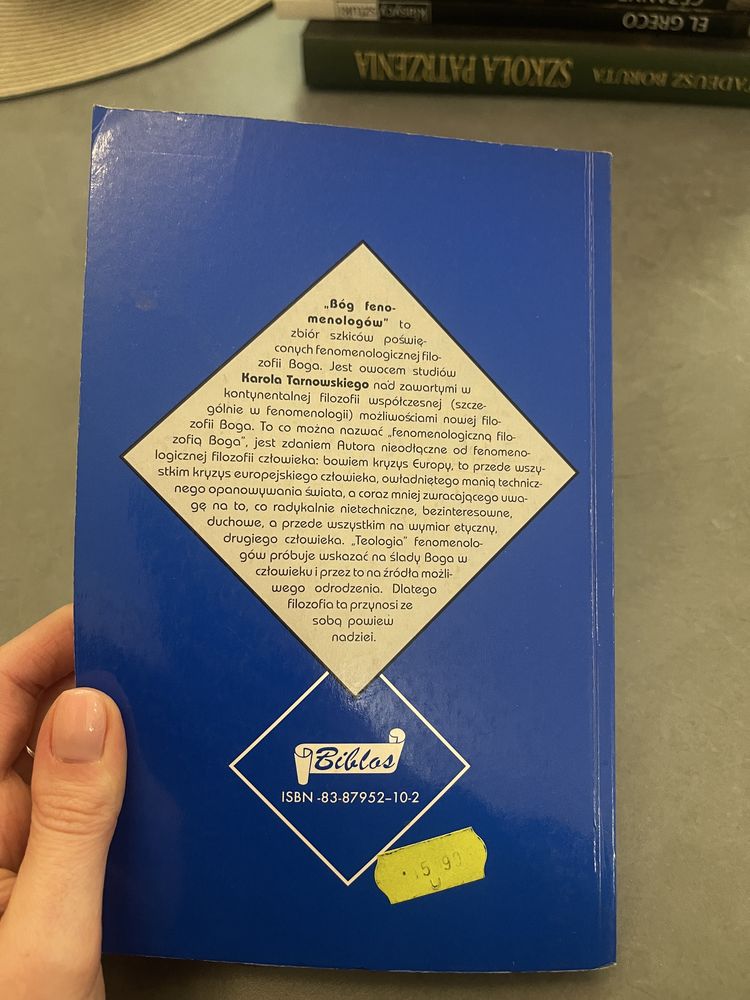 Klasycy sztuki
CÉZANNE
EL GRECO
TADEUSZ BORUTA SZKOŁA PATRZENIA
„Bóg feno-
menologów" to
zbiór szkiców poświę-
conych fenomenologicznej filo-
zofii Boga. Jest owocem studiów
Karola Tarnowskiego nad zawartymi w
kontynentalnej filozofii współczesnej (szcze-
gólnie w fenomenologii) możliwościami nowej filo-
zofii Boga. To co można nazwać „fenomenologiczną filo-
zofią Boga", jest zdaniem Autora nieodłączne od fenomeno-
logicznej filozofii człowieka: bowiem kryzys Europy, to przede wszy-
stkim kryzys europejskiego człowieka, owładniętego manią technicz-
nego opanowywania świata, a coraz mniej zwracającego uwa-
gę na to, co radykalnie nietechniczne, bezinteresowne,
duchowe, a przede wszystkim na wymiar etyczny,
drugiego człowieka. „Teologia" fenomenolo-
gów próbuje wskazać na ślady Boga w
człowieku i przez to na źródła możli-
wego odrodzenia. Dlatego
filozofia ta przynosi ze
sobą powiew
nadziei.
Biblos
ISBN -83-87952-10-2